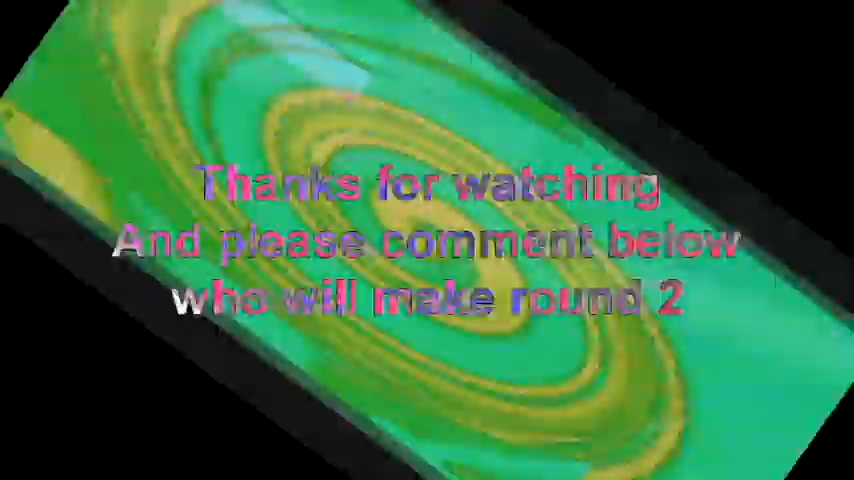 Thanks for watching
And please comment below
who will make round 2